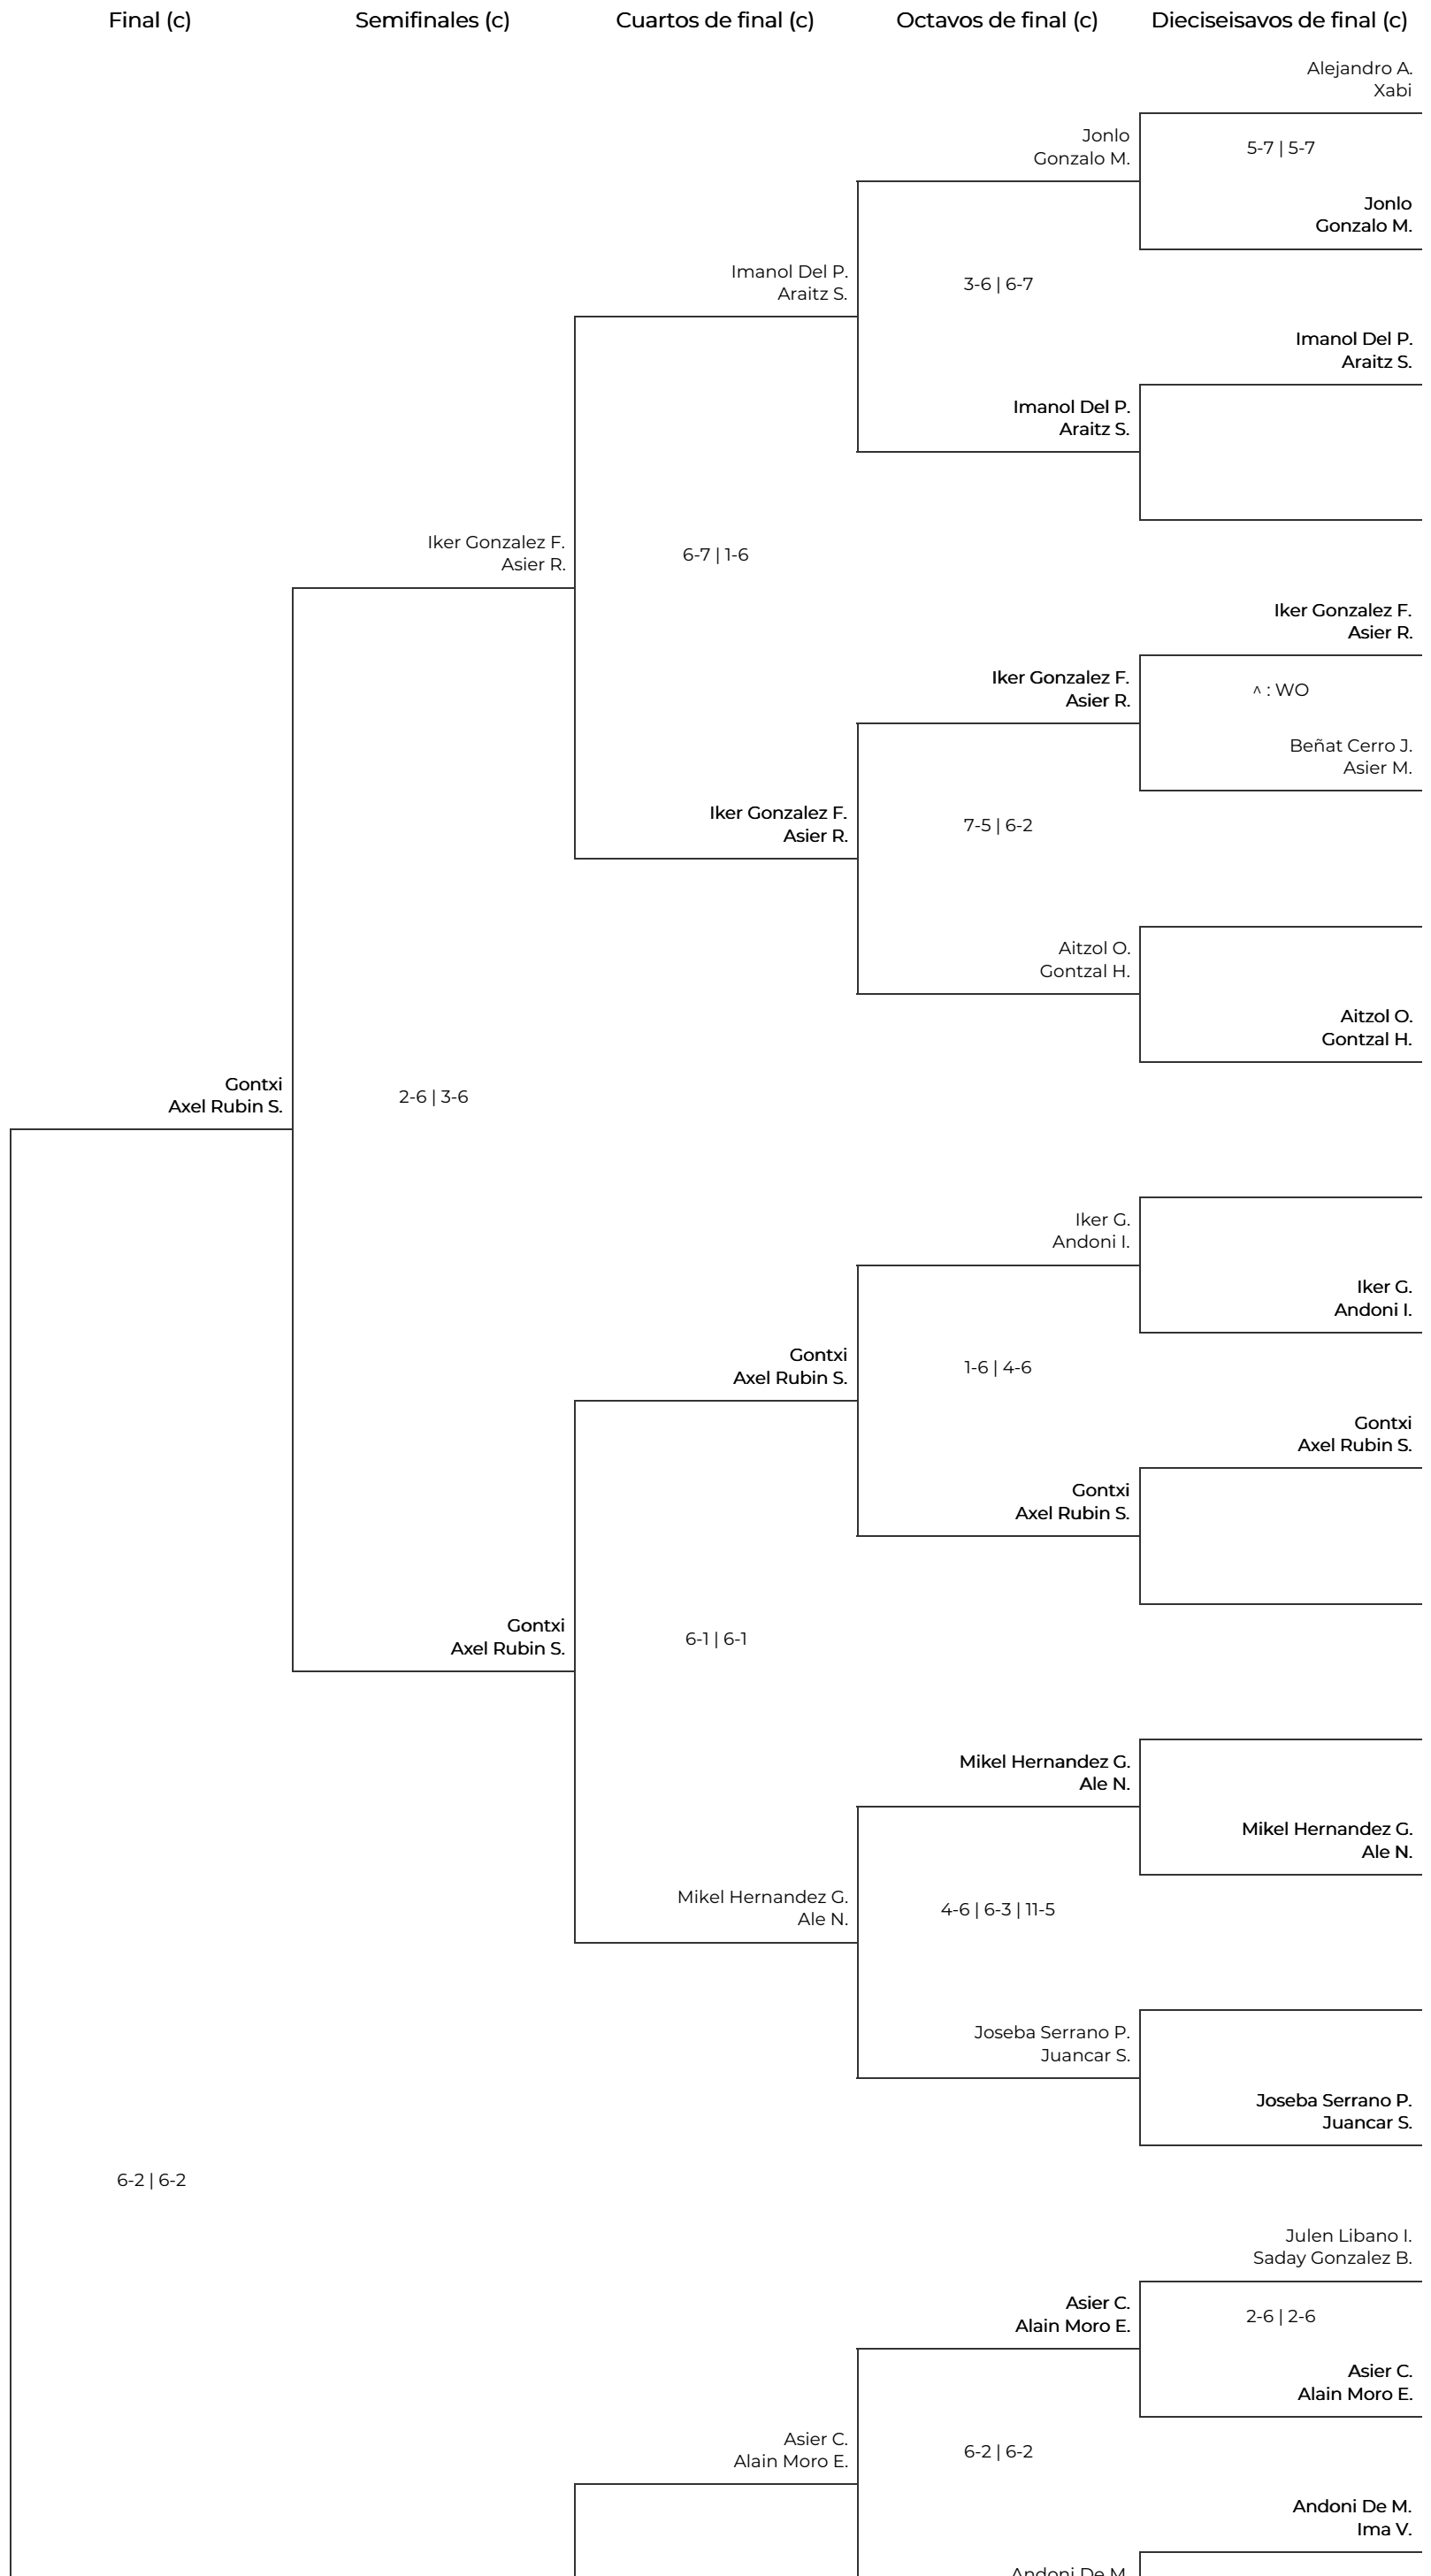 Final (c)
Semifinales (c)
Cuartos de final (c)
Octavos de final (c)
Dieciseisavos de final (c)
Alejandro A.
Xabi
Jonlo
Gonzalo M.
5-7 | 5-7
Jonlo
Gonzalo M.
Imanol Del P.
Araitz S.
3-6 | 6-7
Imanol Del P.
Araitz S.
Imanol Del P.
Araitz S.
Iker Gonzalez F.
Asier R.
6-7 | 1-6
Iker Gonzalez F.
Asier R.
Iker Gonzalez F.
Asier R.
^ : WO
Beñat Cerro J.
Asier M.
Iker Gonzalez F.
Asier R.
7-5 | 6-2
Aitzol O.
Gontzal H.
Aitzol O.
Gontzal H.
Gontxi
Axel Rubin S.
2-6 | 3-6
Iker G.
Andoni I.
Iker G.
Andoni I.
Gontxi
Axel Rubin S.
1-6 | 4-6
Gontxi
Axel Rubin S.
Gontxi
Axel Rubin S.
Gontxi
Axel Rubin S.
6-1 | 6-1
Mikel Hernandez G.
Ale N.
Mikel Hernandez G.
Ale N.
Mikel Hernandez G.
Ale N.
4-6 | 6-3 | 11-5
Joseba Serrano P.
Juancar S.
Joseba Serrano P.
Juancar S.
6-2 | 6-2
Julen Libano I.
Saday Gonzalez B.
Asier C.
Alain Moro E.
2-6 | 2-6
Asier C.
Alain Moro E.
Asier C.
Alain Moro E.
6-2 | 6-2
Andoni De M.
Ima V.
Andoni De M.